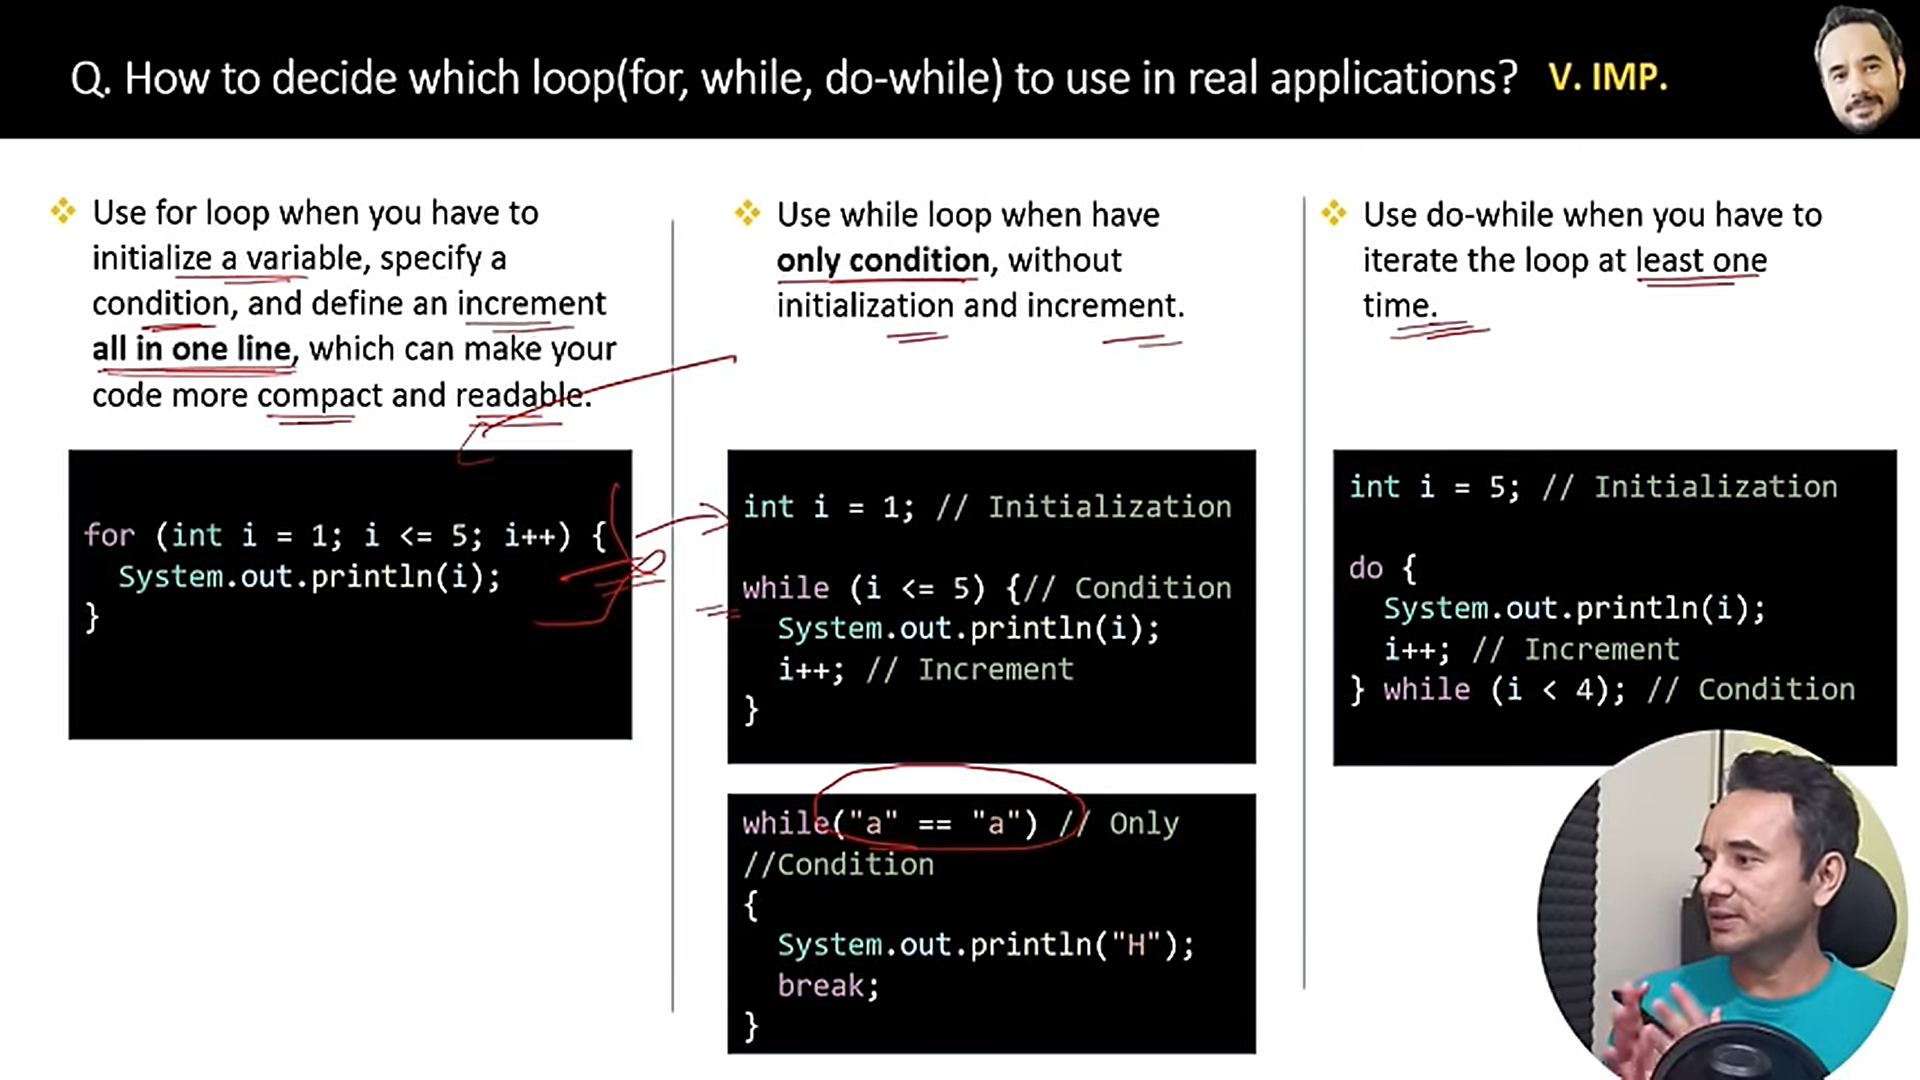 Q. How to decide which loop(for, while, do-while) to use in real applications? V. IMP.
Use for loop when you have to
initialize a variable, specify a
condition, and define an increment
all in one line, which can make your
code more compact and readable.
for (int i = 1; i <= 5; i++) {
  System.out.println(i);
}
Use while loop when have
only condition, without
initialization and increment.
int i = 1; // Initialization
while (i <= 5) {// Condition
  System.out.println(i);
  i++; // Increment
}
while("a" == "a") // Only
//Condition
{
  System.out.println("H");
  break;
}
Use do-while when you have to
iterate the loop at least one
time.
int i = 5; // Initialization
do {
  System.out.println(i);
  i++; // Increment
} while (i < 4); // Condition